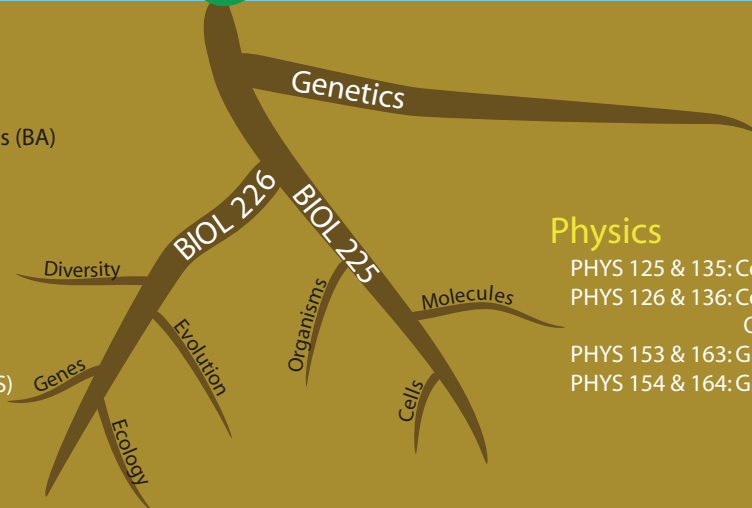 Genetics
s (BA)
BIOL 226
BIOL 225
Physics
Diversity
PHYS 125 & 135:
Organisms
Molecules
PHYS 126 & 136:
Evolution
PHYS 153 & 163: G
S)
Genes
Cells
PHYS 154 & 164: G
Ecology